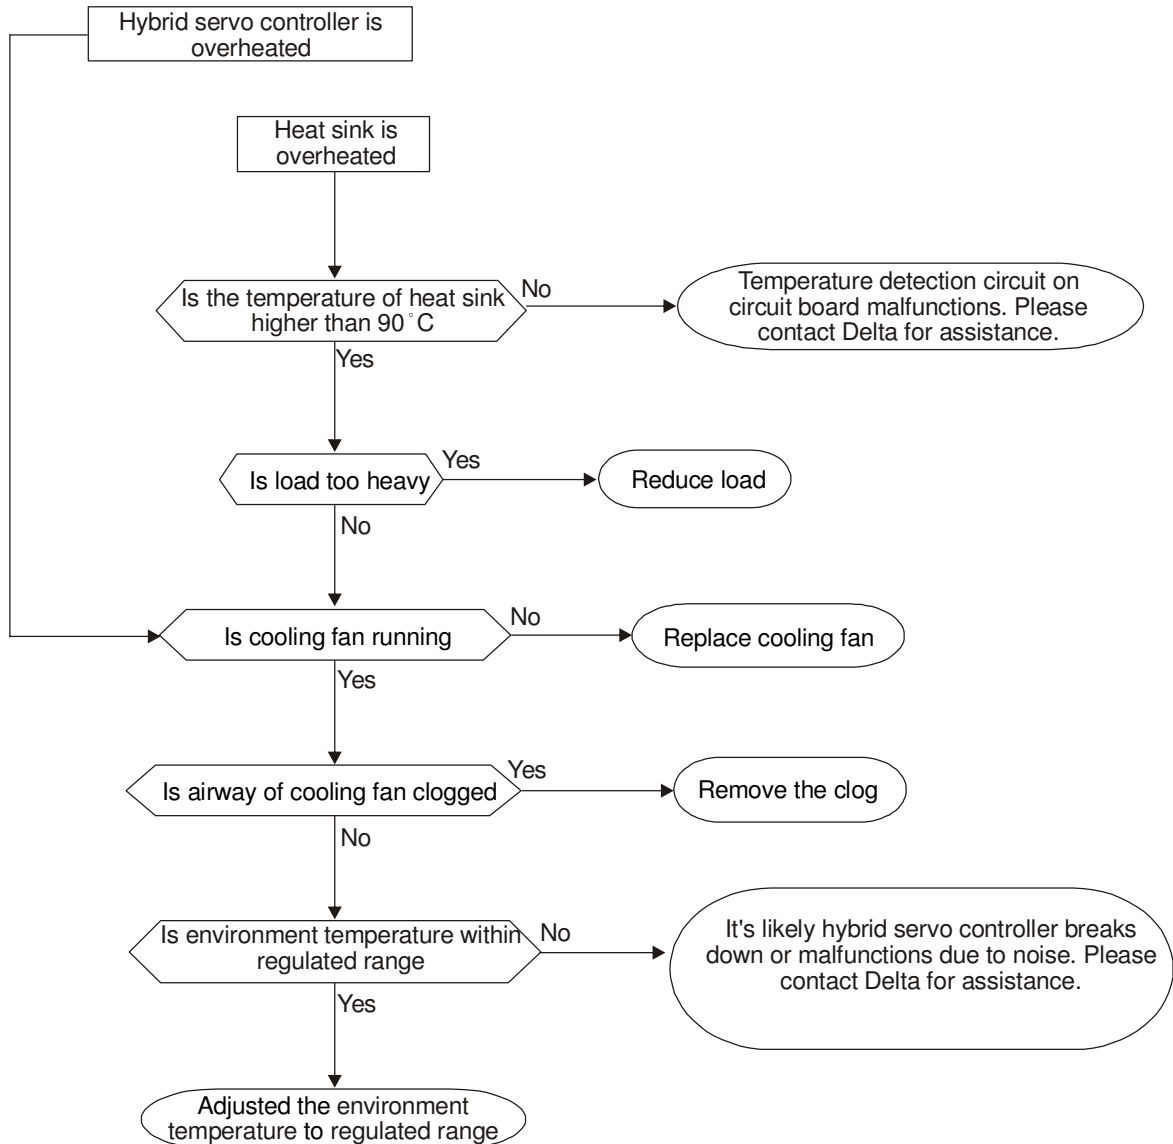 Hybrid servo controller is
overheated
Heat sink is
overheated
Is the temperature of heat sink
higher than 90°C
No
Temperature detection circuit on
circuit board malfunctions. Please
contact Delta for assistance.
Yes
Is load too heavy
Yes
Reduce load
No
Is cooling fan running
No
Replace cooling fan
Yes
Is airway of cooling fan clogged
Yes
Remove the clog
No
Is environment temperature within
regulated range
No
It's likely hybrid servo controller breaks
down or malfunctions due to noise. Please
contact Delta for assistance.
Yes
Adjusted the environment
temperature to regulated range